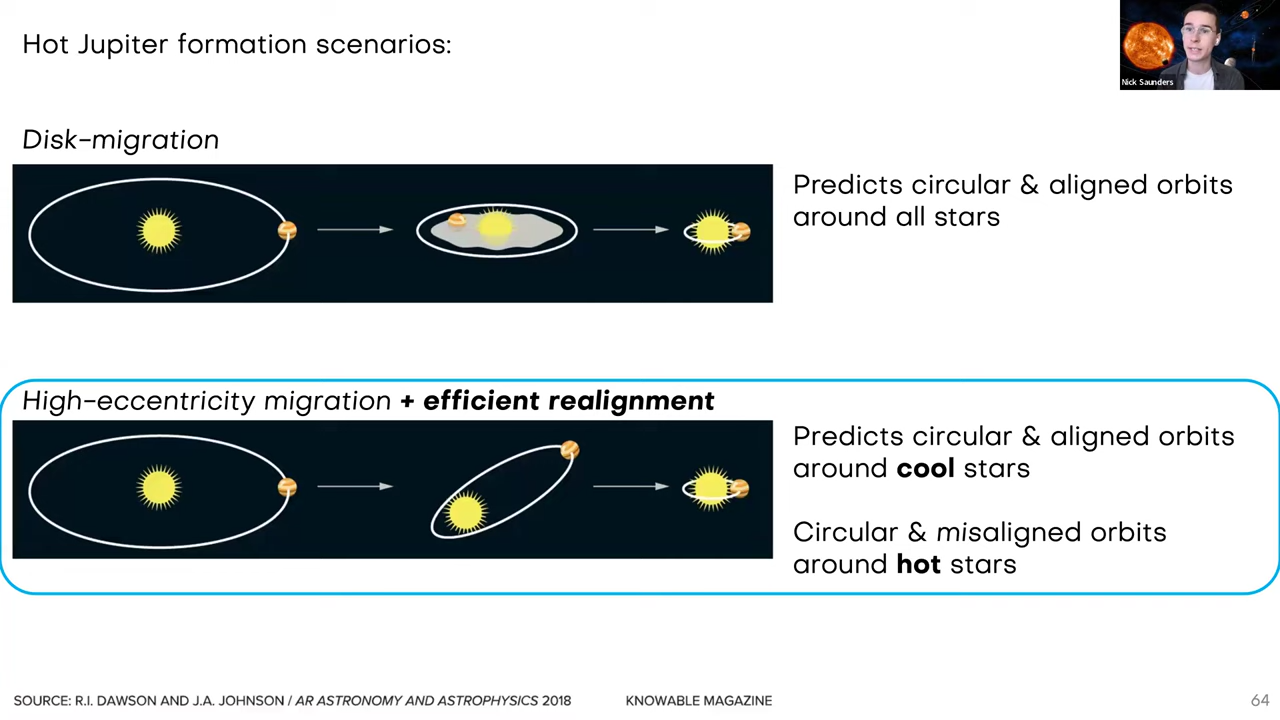 Hot Jupiter formation scenarios:
Nick Saunders
Disk-migration
Predicts circular & aligned orbits
around all stars
High-eccentricity migration + efficient realignment
Predicts circular & aligned orbits
around cool stars
Circular & misaligned orbits
around hot stars
SOURCE: R.I. DAWSON AND J.A. JOHNSON / AR ASTRONOMY AND ASTROPHYSICS 2018 KNOWABLE MAGAZINE
64